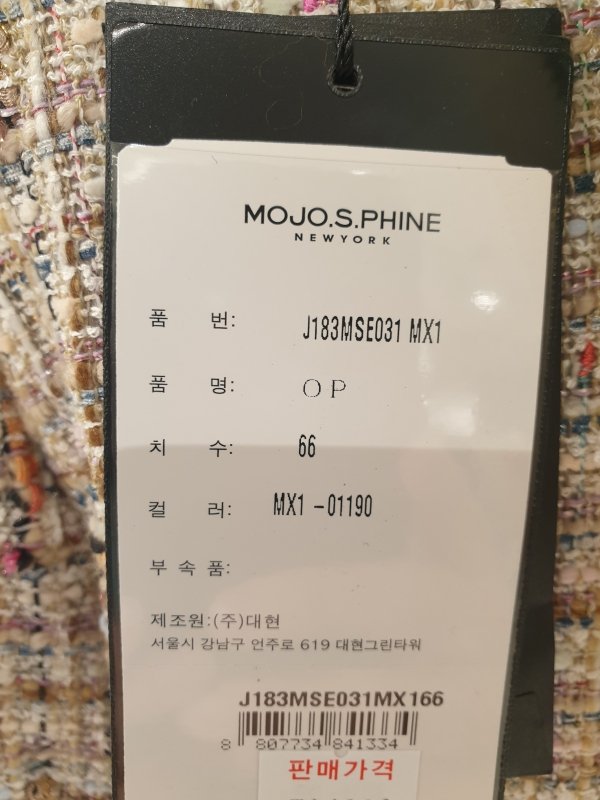 MOJO.S.PHINE
NEWYORK
품 번: J183MSE031 MX1
품 명: OP
치 수: 66
컬 러: MX1 -01190
부 속 품:
제조원:(주)대현
서울시 강남구 언주로 619 대현그린타워
J183MSE031MX166
8 807734 841334
판매가격